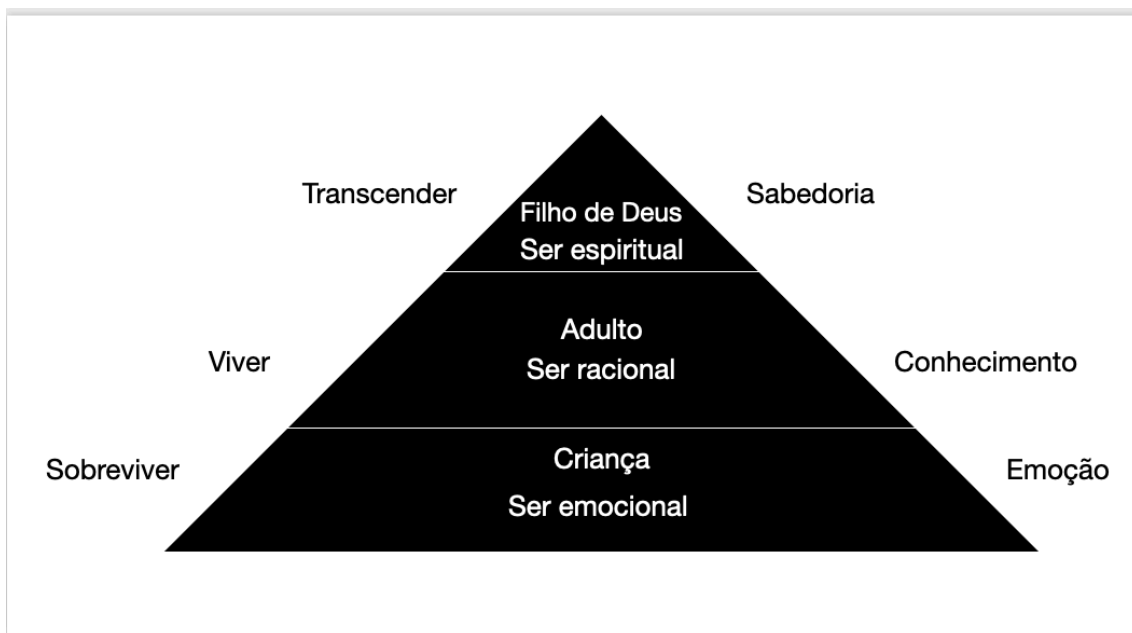 Transcender
Sabedoria
Filho de Deus
Ser espiritual
Adulto
Viver
Conhecimento
Ser racional
Criança
Sobreviver
Emoção
Ser emocional